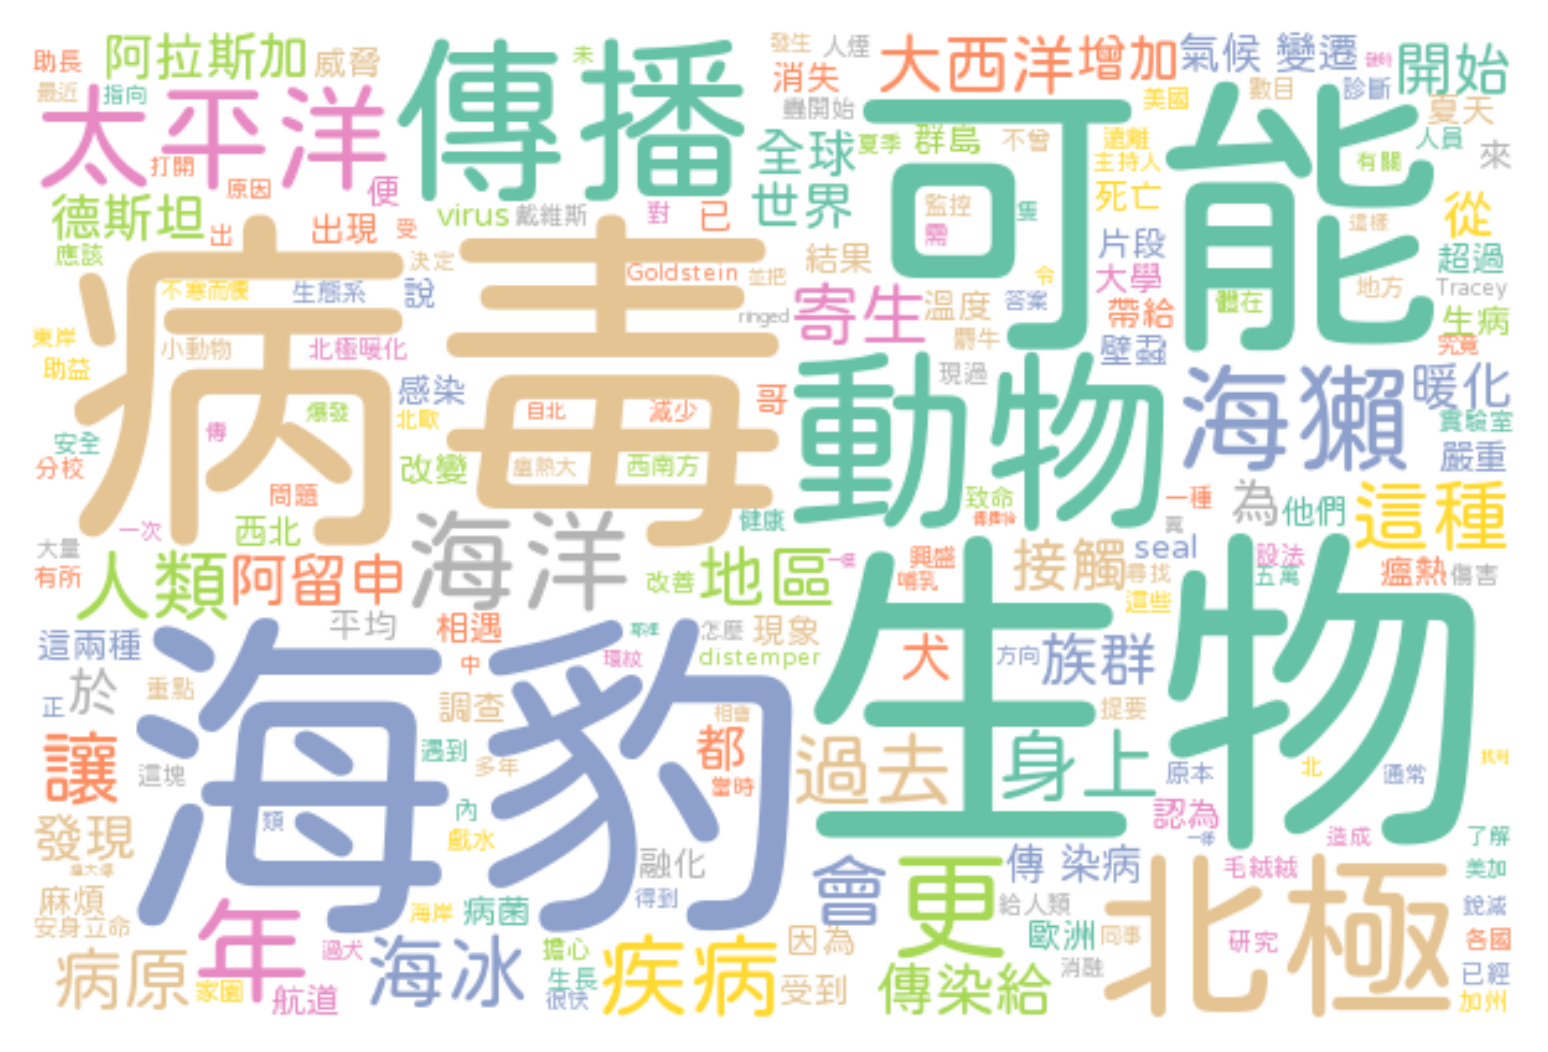 助長
阿拉斯加
威脅
傳播
未
發生
人煙
大西洋
增加
氣候 變遷
開始
最近
指向
太平洋
消失
蟲開始
可能
美國
數目
診斷
夏天
打開
原因
便
全球
夏季
群島
不曾
遠離
主持人
有關
人員
來
德斯坦
出
出現
受
virus
戴維斯
對
已
世界
監控
需
隻
死亡
片段
這樣
從
應該
病毒
決定
Goldstein
並把
結果
令
大學
超過
地方
Tracey
不寒而慄
生態系
說
ringed
寄生
溫度
答案
帶給
體在
生病
東岸
小動物
北極暖化
麝牛
壁蝨
究竟
助益
感染
哥
動物
現過
海獺
暖化
爆發
北歐
目北
減少
傳
實驗室
安全
分校
改變
瘟熱大
西南方
嚴重
問題
致命
一種
為
他們
這種
一次
西北
海洋
健康
大量
有所
人類
阿留申
改善
地區
興盛
哺乳
生物
接觸
尋找
這些
seal
設法
五萬
瘟熱
傷害
平均
相遇
怎麼
現象
distemper
環紋
這兩種
海豹
中
犬
方向
族群
正
於
重點
調查
相會
提要
讓
這塊
遇到
多年
都
當時
過去
身上
原本
北
通常
類
內
戲水
認為
造成
了解
發現
融化
會
更
傳 染病
毛絨絨
北極
美加
麻煩
安身立命
年
海岸
病菌
得到
給人類
銳減
病原
家園
過犬
航道
海冰
擔心
生長
很快
疾病
因為
受到
傳染給
歐洲
同事
消融
研究
各國
已經
加州